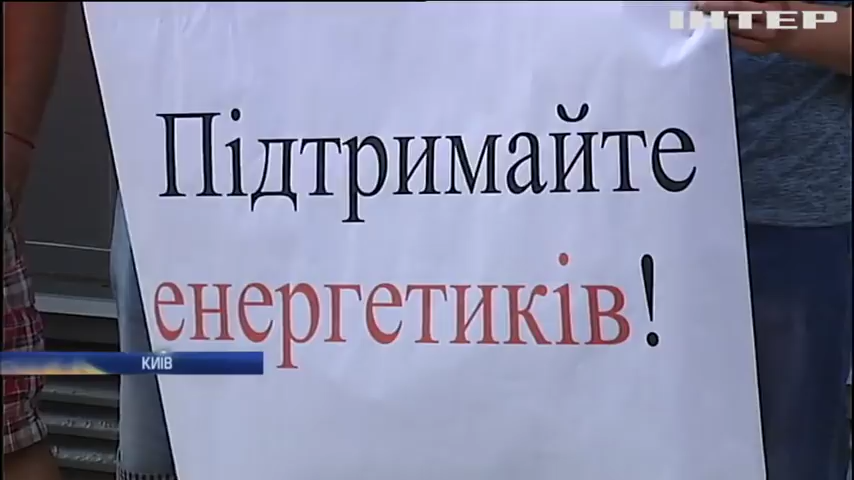 ІНТЕР
Підтримайте
енергетиків!
КИЇВ